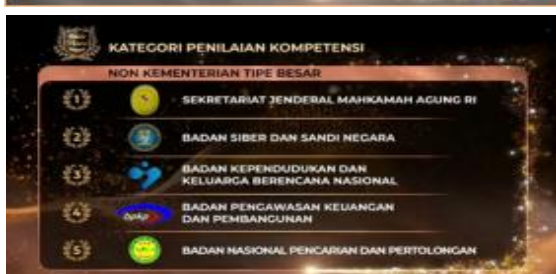 KATEGORI PENILAIAN KOMPETENSI
NON KEMENTERIAN TIPE BESAR
1
SEKRETARIAT JENDERAL MAHKAMAH AGUNG RI
2
BADAN SIBER DAN SANDI NEGARA
3
BADAN KEPENDUDUKAN DAN
KELUARGA BERENCANA NASIONAL
4
bpkp
BADAN PENGAWASAN KEUANGAN
DAN PEMBANGUNAN
5
BADAN NASIONAL PENCARIAN DAN PERTOLONGAN